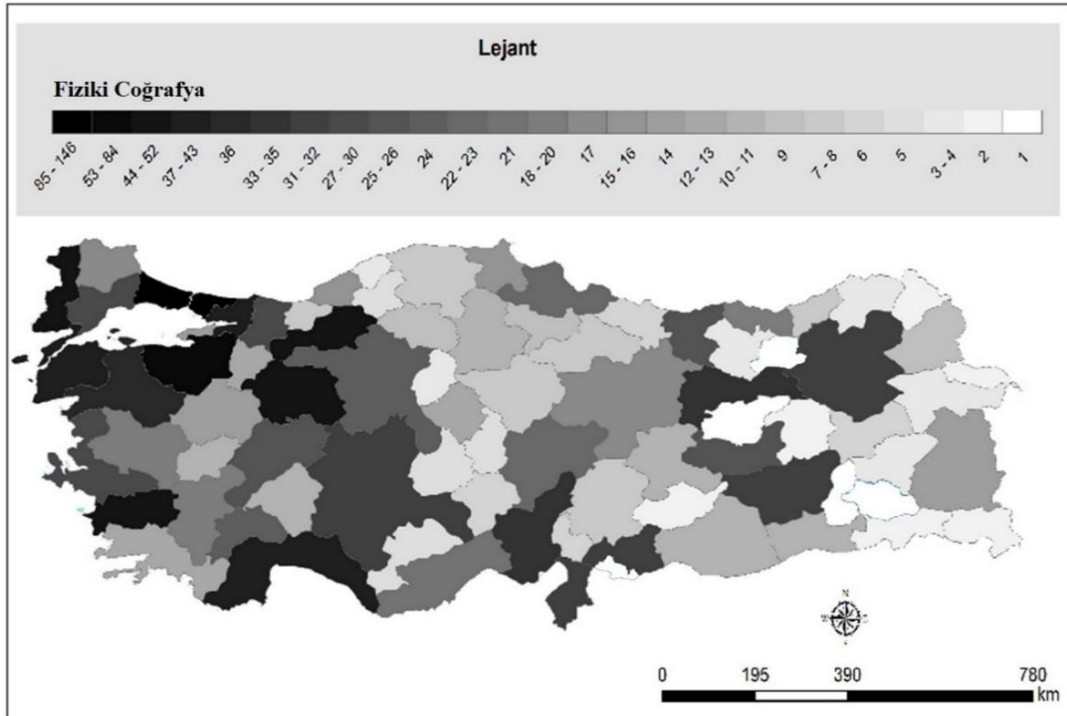 Lejant
Fiziki Coğrafya
85 - 146 53 - 84 44 - 52 37 - 43 36 33 - 35 31 - 32 27 - 30 25 - 26 24 22 - 23 21 18 - 20 17 15 - 16 14 12 - 13 10 - 11 9 7 - 8 6 5 3 - 4 2 1
N
0 195 390 780
km